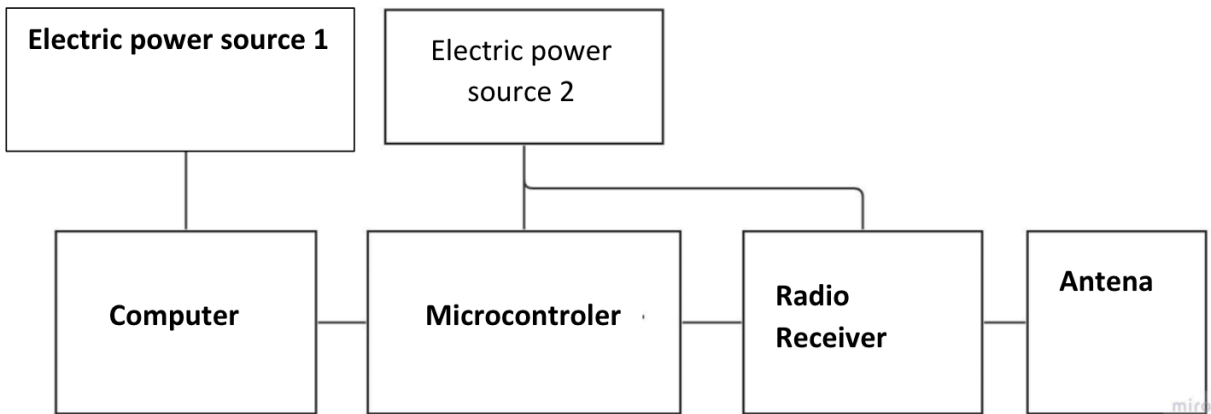 Electric power source 1
Electric power
source 2
Computer
Microcontroler
Radio
Receiver
Antena
miro